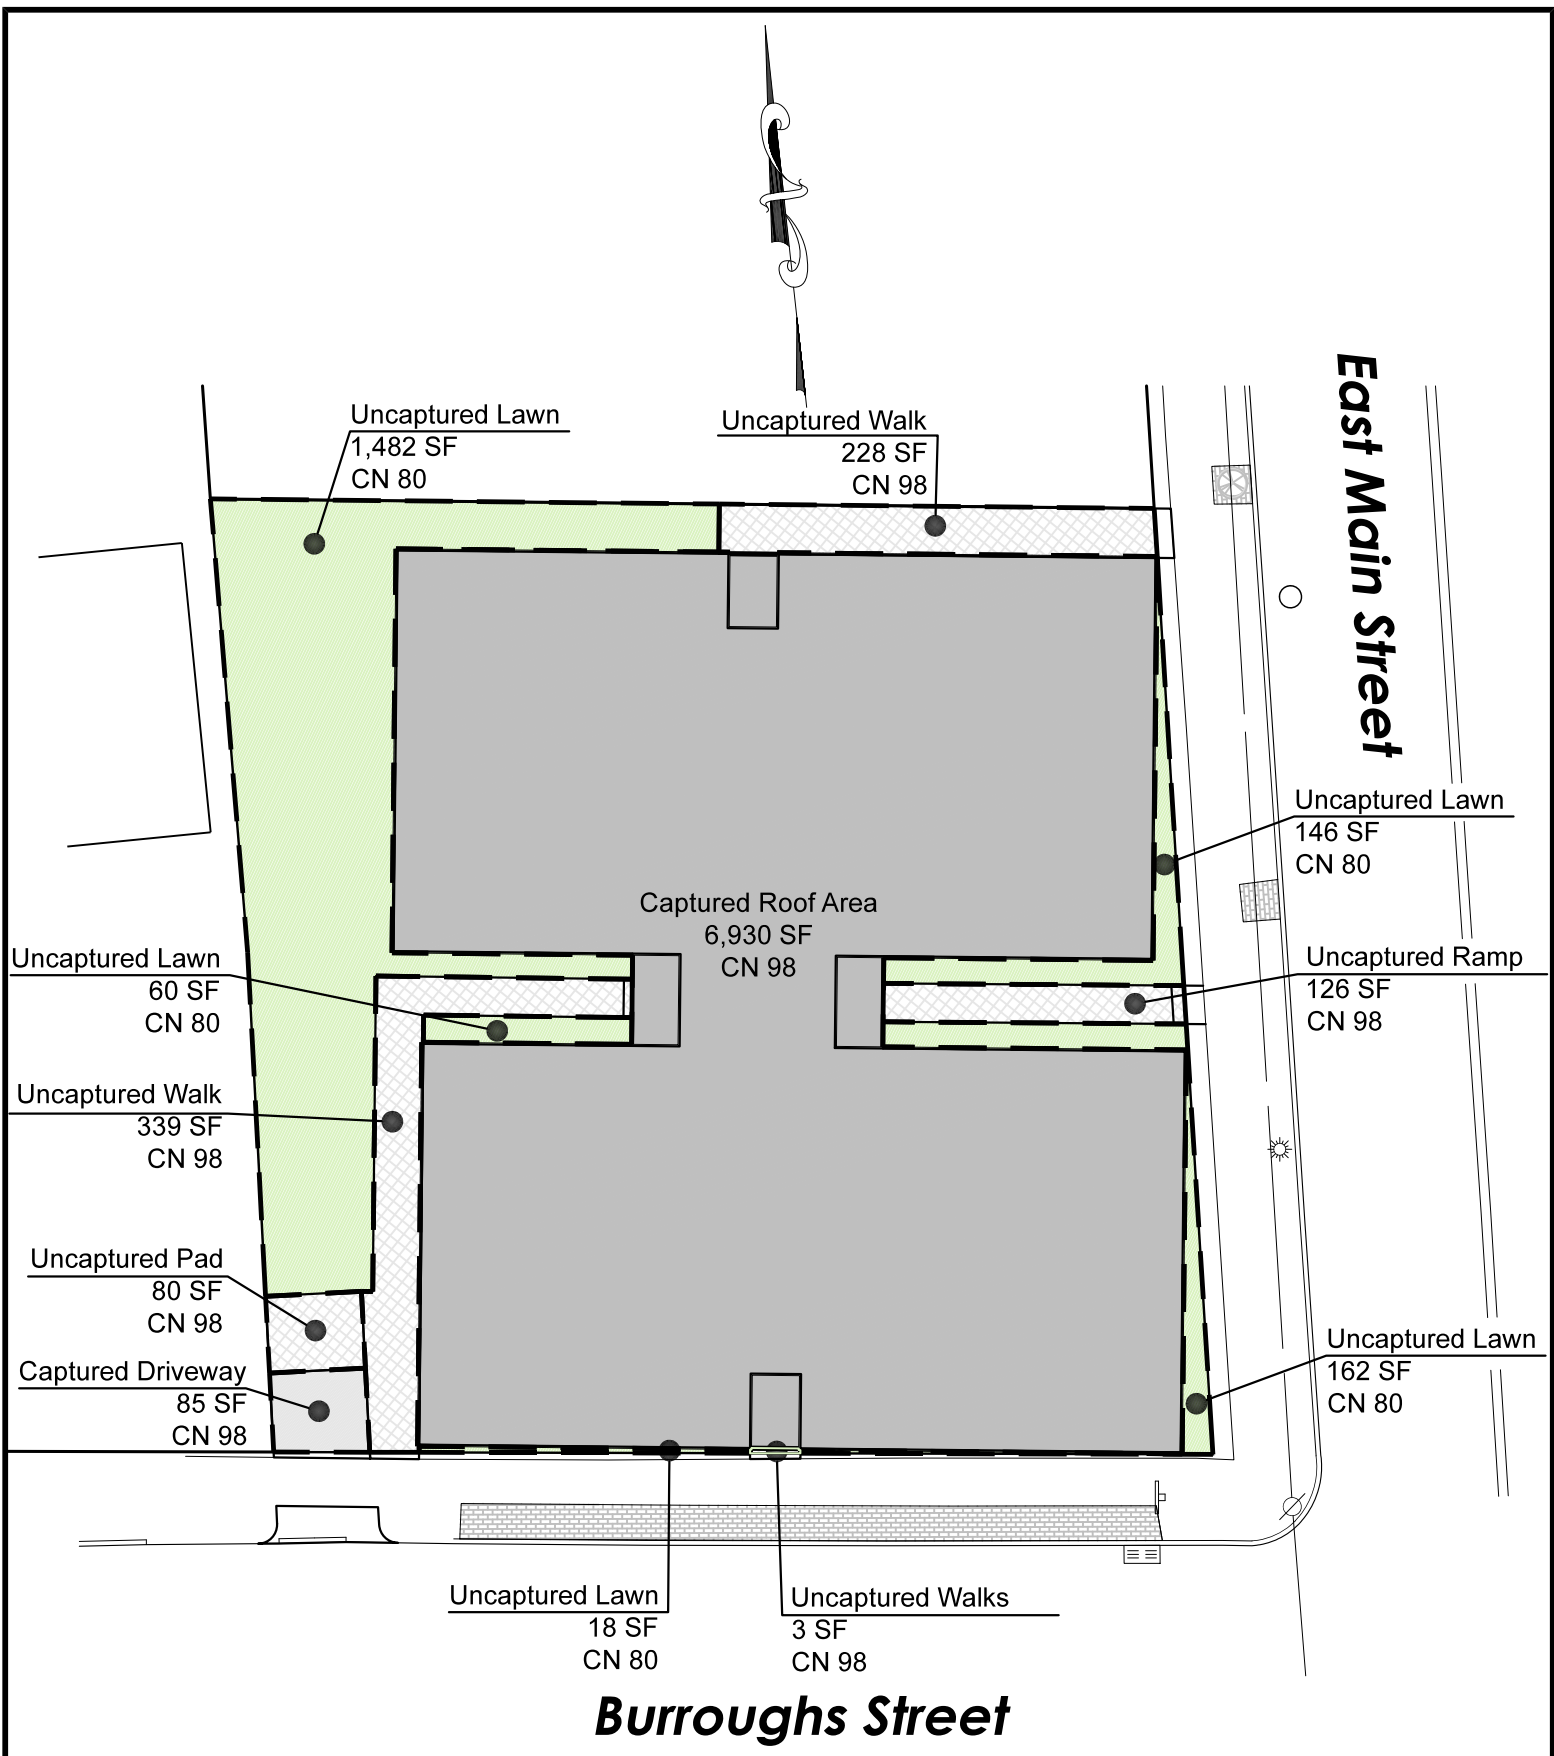 Uncaptured Lawn
1,482 SF
CN 80
Uncaptured Walk
228 SF
CN 98
East Main Street
Uncaptured Lawn
146 SF
CN 80
Captured Roof Area
6,930 SF
CN 98
Uncaptured Lawn
60 SF
CN 80
Uncaptured Ramp
126 SF
CN 98
Uncaptured Walk
339 SF
CN 98
Uncaptured Pad
80 SF
CN 98
Captured Driveway
85 SF
CN 98
Uncaptured Lawn
162 SF
CN 80
Uncaptured Lawn
18 SF
CN 80
Uncaptured Walks
3 SF
CN 98
Burroughs Street